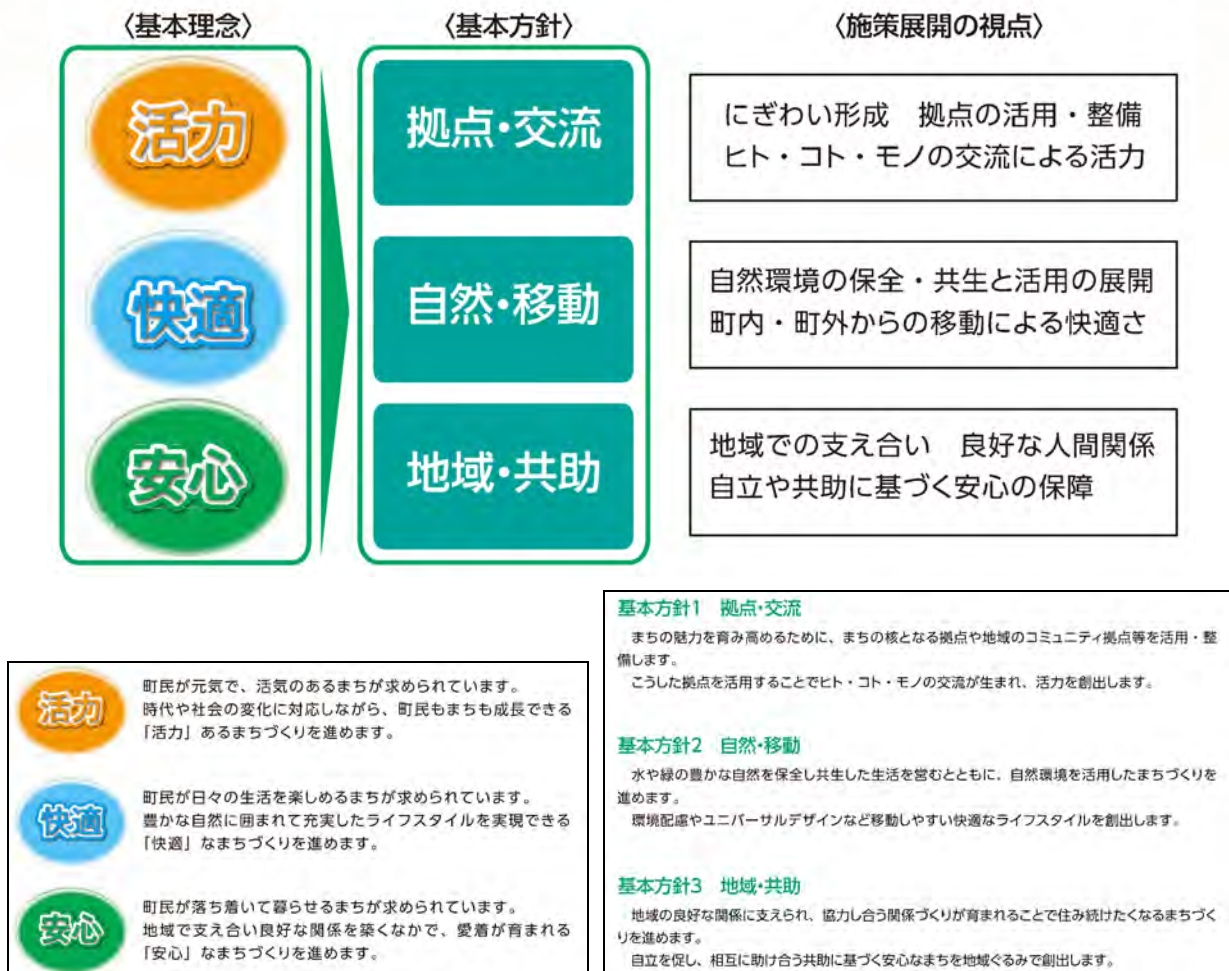 〈基本理念〉
〈基本方針〉
〈施策展開の視点〉
活力
拠点・交流
にぎわい形成　拠点の活用・整備
ヒト・コト・モノの交流による活力
快適
自然・移動
自然環境の保全・共生と活用の展開
町内・町外からの移動による快適さ
安心
地域・共助
地域での支え合い　良好な人間関係
自立や共助に基づく安心の保障
活力
町民が元気で、活気のあるまちが求められています。
時代や社会の変化に対応しながら、町民もまちも成長できる
「活力」あるまちづくりを進めます。
快適
町民が日々の生活を楽しめるまちが求められています。
豊かな自然に囲まれて充実したライフスタイルを実現できる
「快適」なまちづくりを進めます。
安心
町民が落ち着いて暮らせるまちが求められています。
地域で支え合い良好な関係を築くなかで、愛着が育まれる
「安心」なまちづくりを進めます。
基本方針1　拠点・交流
まちの魅力を育み高めるために、まちの核となる拠点や地域のコミュニティ拠点等を活用・整
備します。
こうした拠点を活用することでヒト・コト・モノの交流が生まれ、活力を創出します。
基本方針2　自然・移動
水や緑の豊かな自然を保全し共生した生活を営むとともに、自然環境を活用したまちづくりを
進めます。
環境配慮やユニバーサルデザインなど移動しやすい快適なライフスタイルを創出します。
基本方針3　地域・共助
地域の良好な関係に支えられ、協力し合う関係づくりが育まれることで住み続けたくなるまちづく
りを進めます。
自立を促し、相互に助け合う共助に基づく安心なまちを地域ぐるみで創出します。